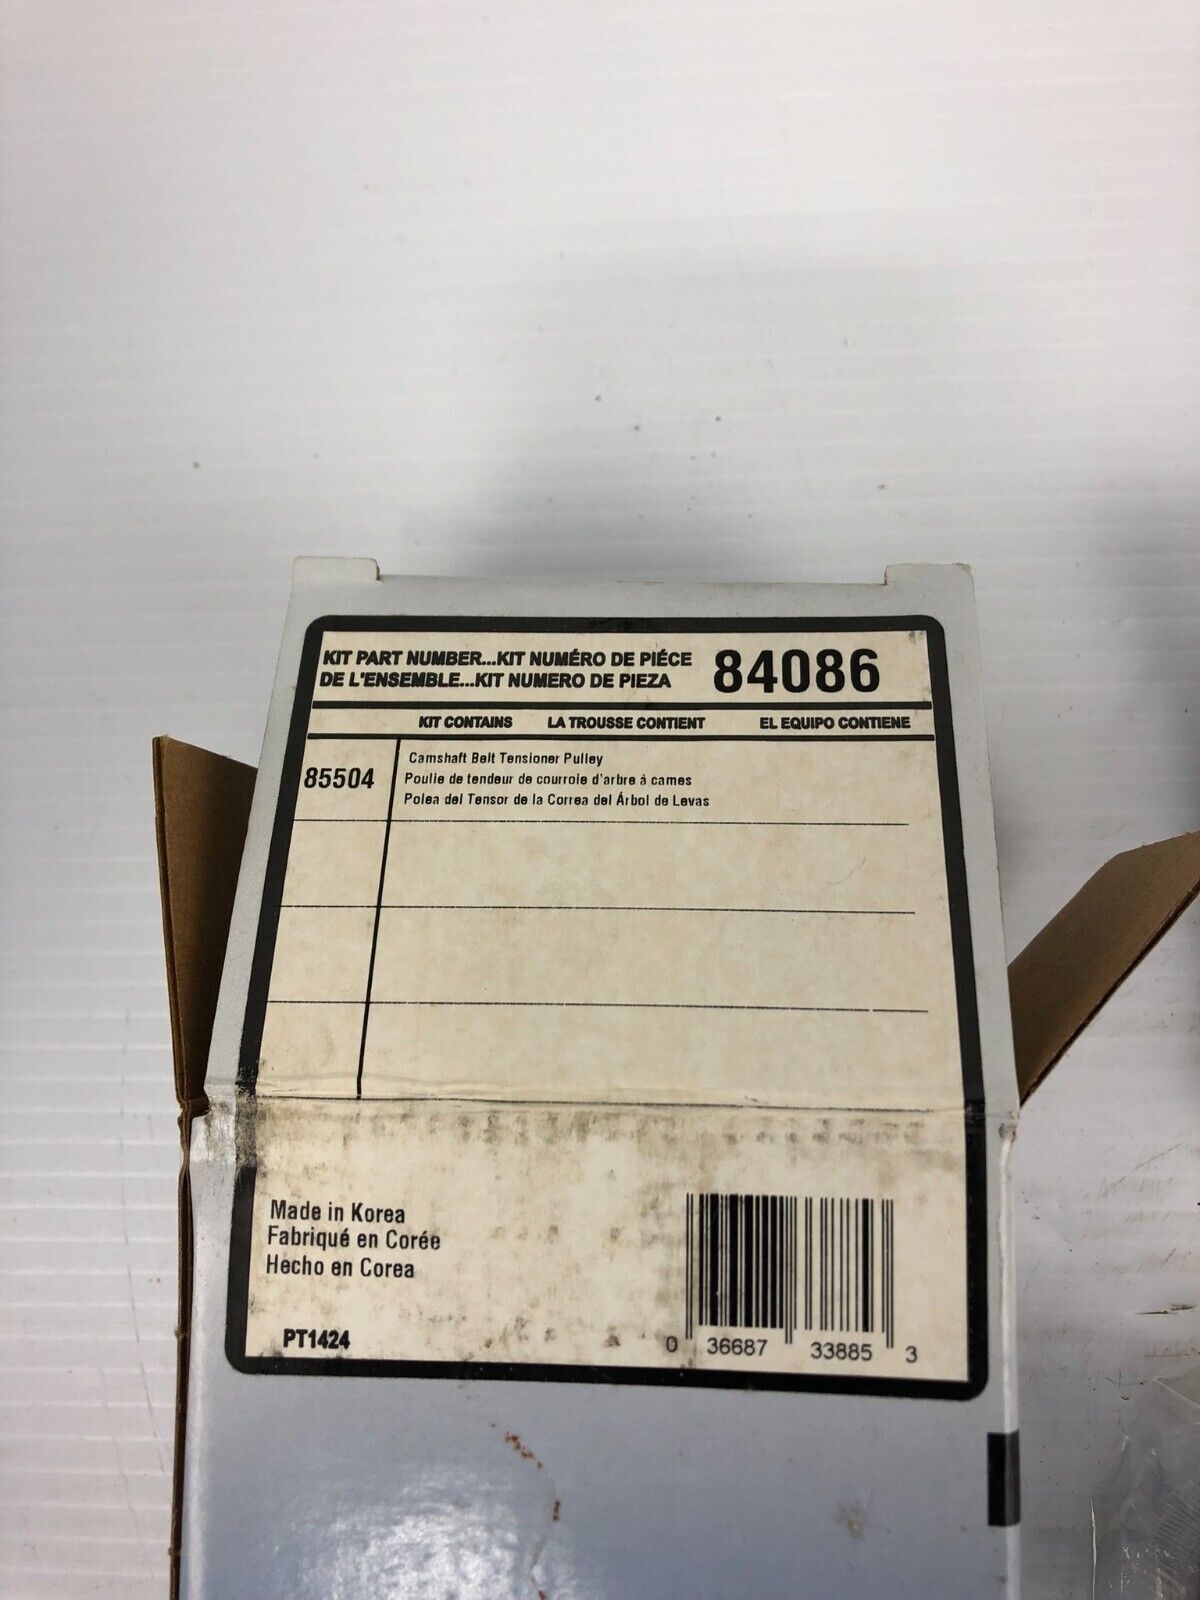 KIT PART NUMBER...KIT NUMÉRO DE PIÉCE
DE L'ENSEMBLE...KIT NUMERO DE PIEZA
84086
KIT CONTAINS LA TROUSSE CONTIENT EL EQUIPO CONTIENE
85504
Camshaft Belt Tensioner Pulley
Poulie de tendeur de courroie d'arbre à cames
Polea del Tensor de la Correa del Árbol de Levas
Made in Korea
Fabriqué en Corée
Hecho en Corea
PT1424
0 36687 33885 3